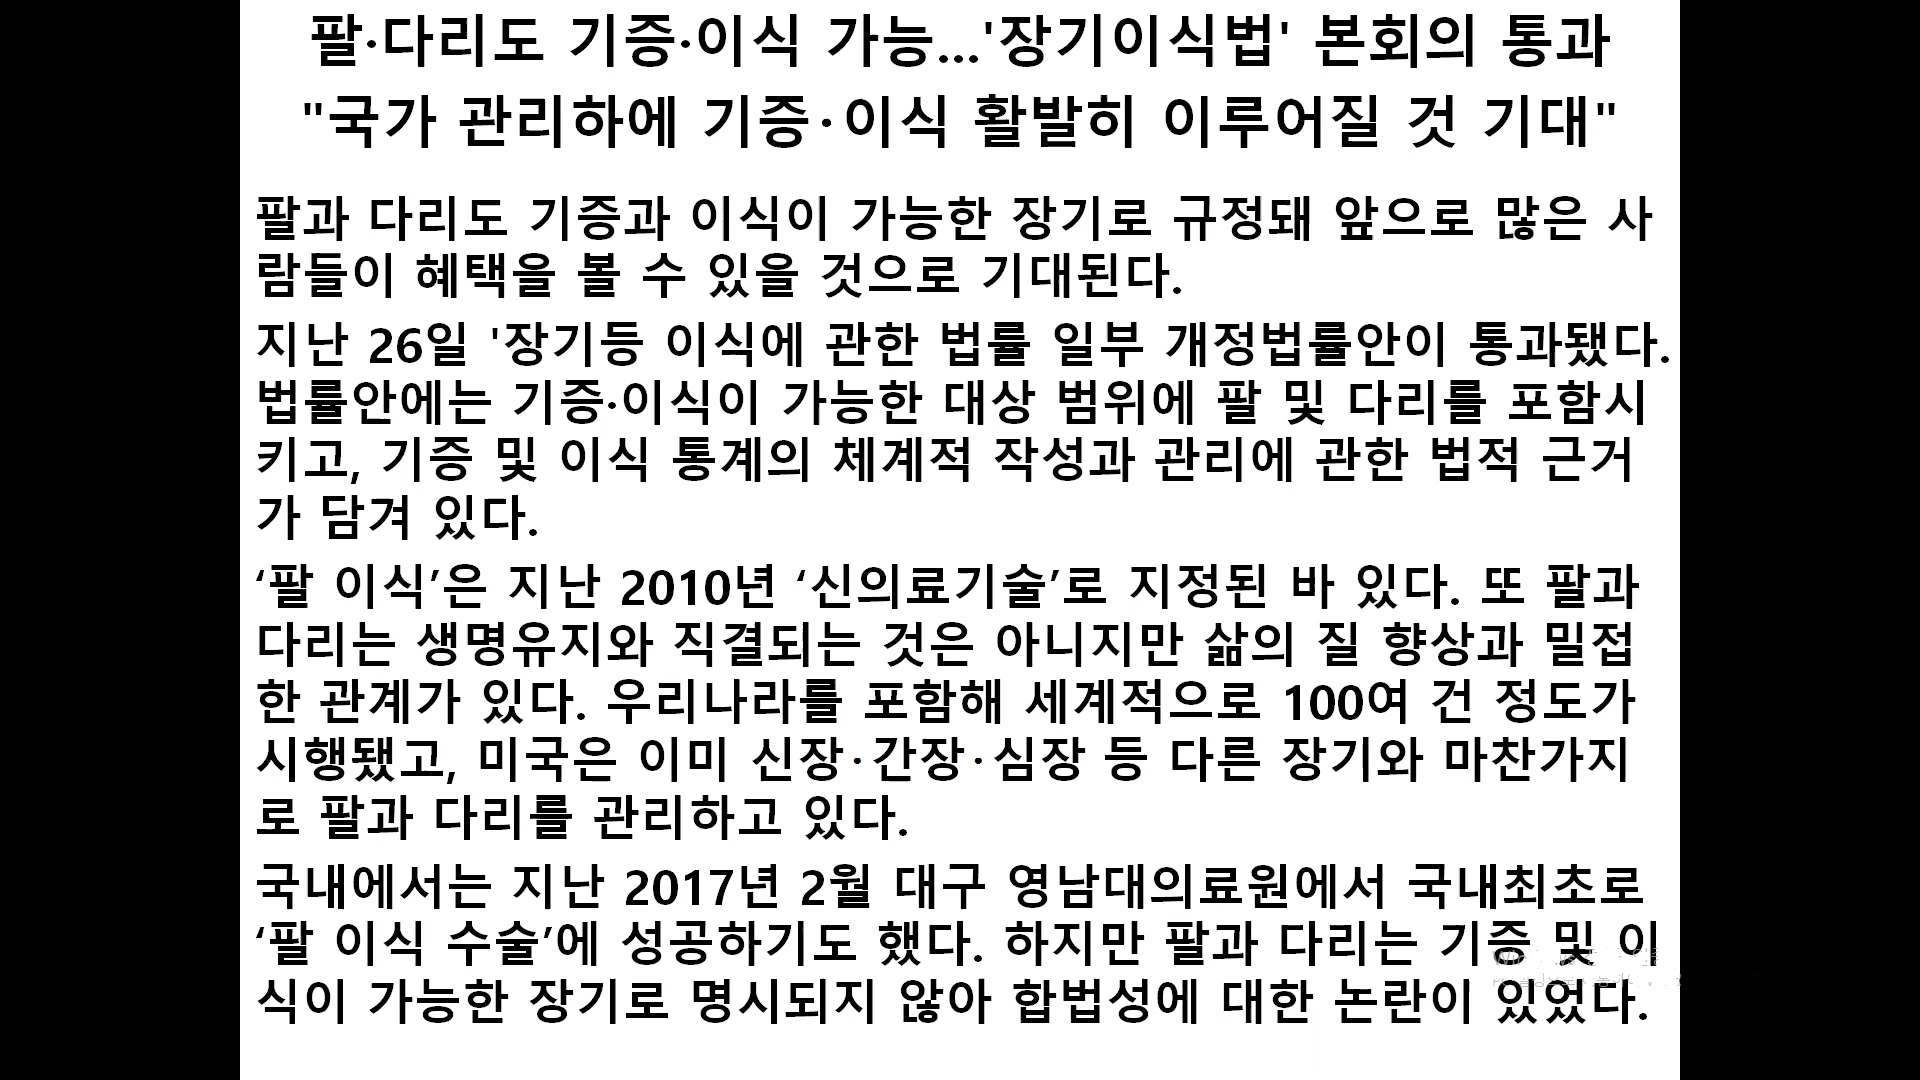 팔·다리도 기증·이식 가능...'장기이식법' 본회의 통과
"국가 관리하에 기증·이식 활발히 이루어질 것 기대"
팔과 다리도 기증과 이식이 가능한 장기로 규정돼 앞으로 많은 사
람들이 혜택을 볼 수 있을 것으로 기대된다.
지난 26일 '장기등 이식에 관한 법률 일부 개정법률안이 통과됐다.
법률안에는 기증·이식이 가능한 대상 범위에 팔 및 다리를 포함시
키고, 기증 및 이식 통계의 체계적 작성과 관리에 관한 법적 근거
가 담겨 있다.
‘팔 이식’은 지난 2010년 ‘신의료기술’로 지정된 바 있다. 또 팔과
다리는 생명유지와 직결되는 것은 아니지만 삶의 질 향상과 밀접
한 관계가 있다. 우리나라를 포함해 세계적으로 100여 건 정도가
시행됐고, 미국은 이미 신장·간장·심장 등 다른 장기와 마찬가지
로 팔과 다리를 관리하고 있다.
국내에서는 지난 2017년 2월 대구 영남대의료원에서 국내최초로
‘팔 이식 수술’에 성공하기도 했다. 하지만 팔과 다리는 기증 및 이
식이 가능한 장기로 명시되지 않아 합법성에 대한 논란이 있었다.